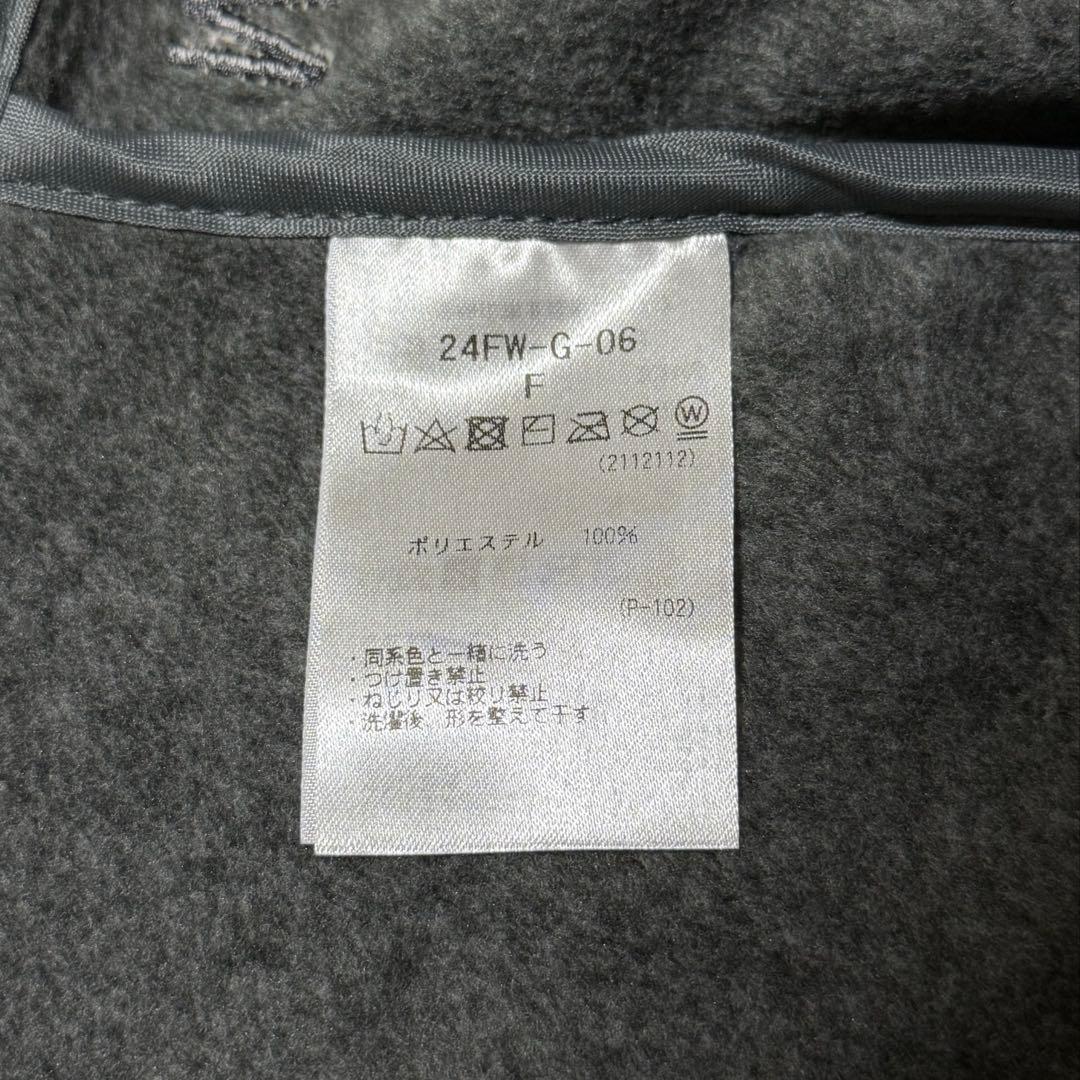 24FW-G-06
F
W
(2112112)
ポリエステル 100%
(P-102)
・同系色と一緒に洗う
・つけ置き禁止
・ねじり又は絞り禁止
・洗濯後、形を整えて干す